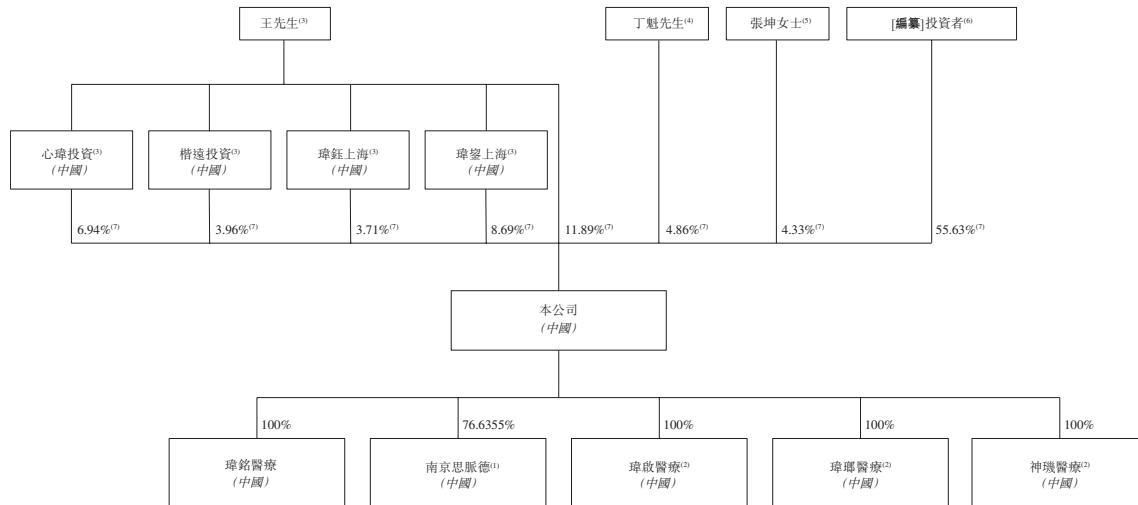 王先生(3)
丁魁先生(4)
張坤女士(5)
[編纂]投資者(6)
心瑋投資(3)
(中國)
楷遠投資(3)
(中國)
瑋鈺上海(3)
(中國)
瑋鋆上海(3)
(中國)
6.94%(7)
3.96%(7)
3.71%(7)
8.69%(7)
11.89%(7)
4.86%(7)
4.33%(7)
55.63%(7)
本公司
(中國)
100%
76.6355%
100%
100%
100%
瑋銘醫療
(中國)
南京思脈德(1)
(中國)
瑋啟醫療(2)
(中國)
瑋瑯醫療(2)
(中國)
神璣醫療(2)
(中國)